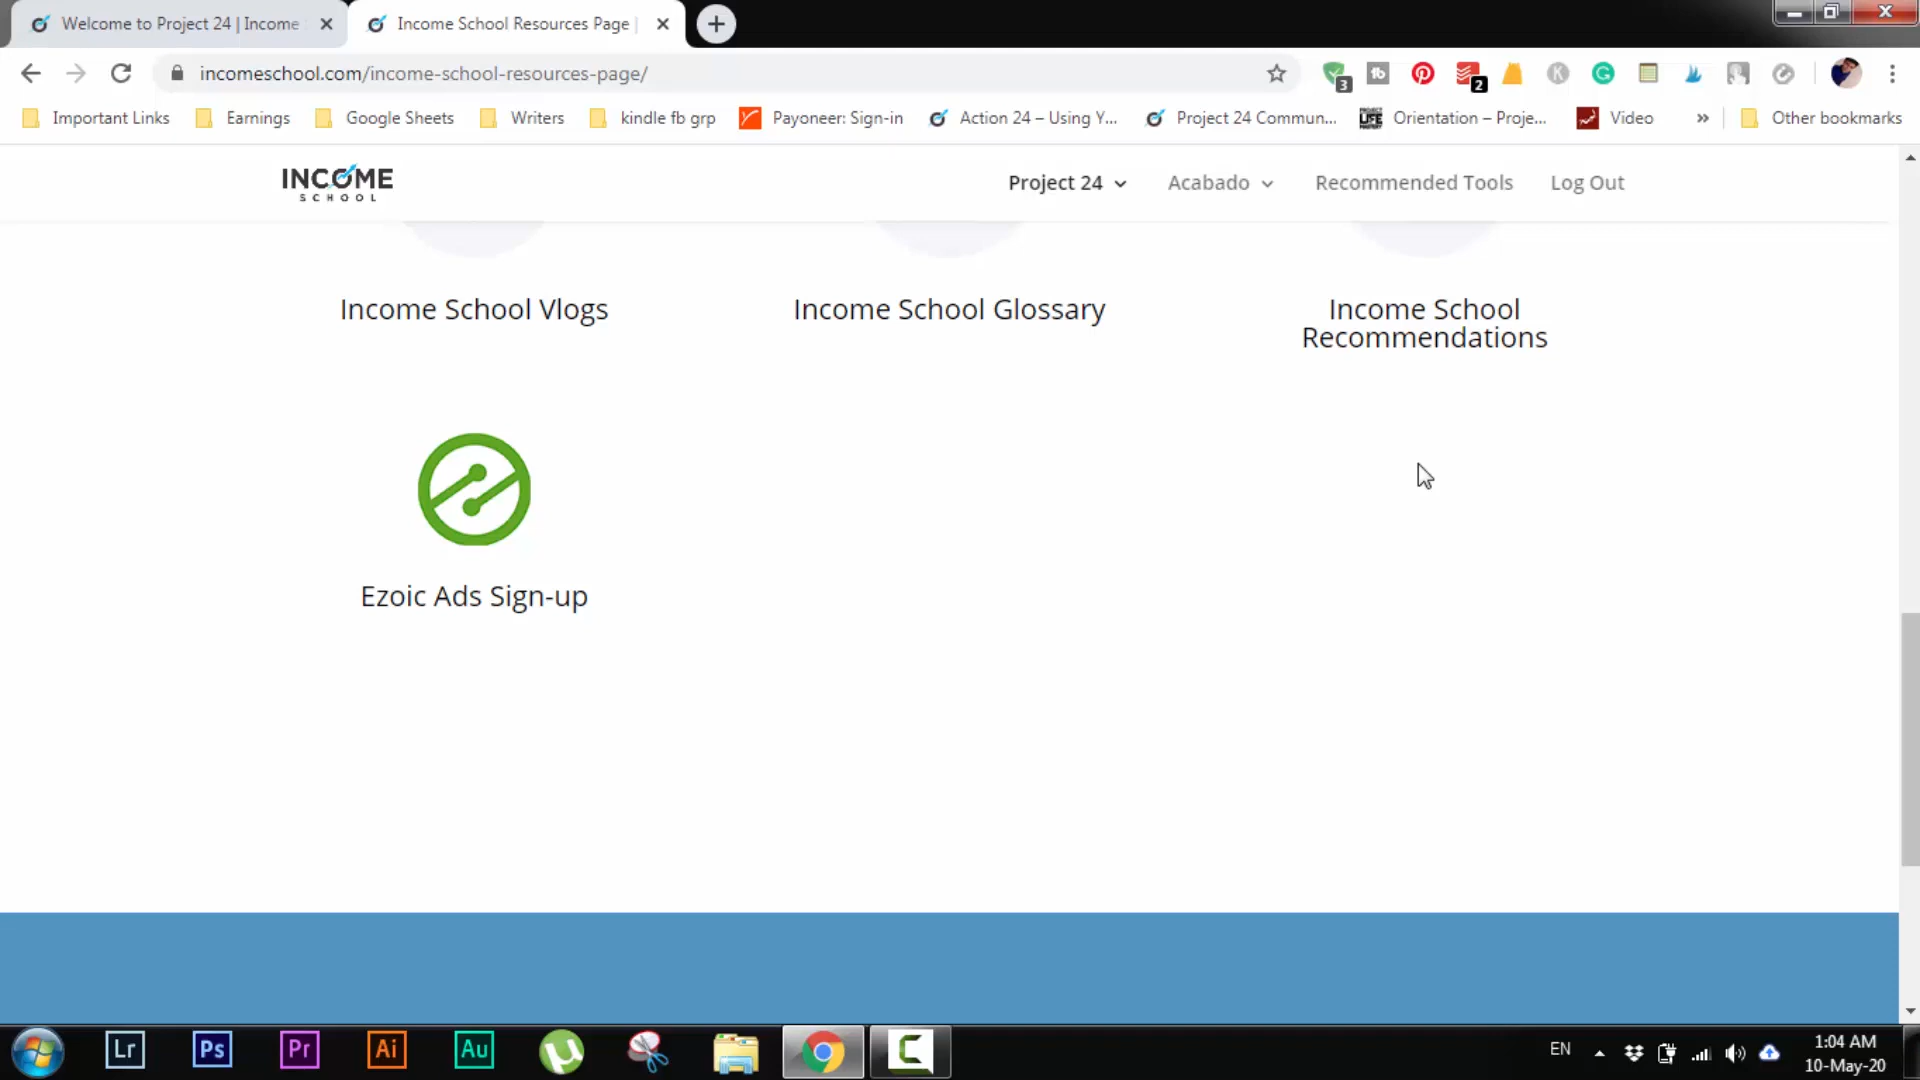 Welcome to Project 24 | Income
Income School Resources Page |
incomeschool.com/income-school-resources-page/
3
2
Important Links
Earnings
Google Sheets
Writers
kindle fb grp
Payoneer: Sign-in
Action 24 – Using Y...
Project 24 Commun...
Orientation – Proje...
Video
Other bookmarks
INCOME
SCHOOL
Project 24
Acabado
Recommended Tools
Log Out
Income School Vlogs
Income School Glossary
Income School
Recommendations
Ezoic Ads Sign-up
Lr
Ps
Pr
Ai
Au
EN
1:04 AM
10-May-20